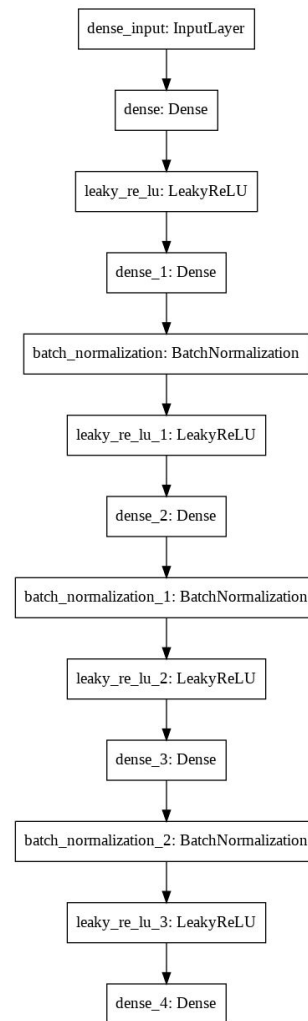 dense_input: InputLayer
dense: Dense
leaky_re_lu: LeakyReLU
dense_1: Dense
batch_normalization: BatchNormalization
leaky_re_lu_1: LeakyReLU
dense_2: Dense
batch_normalization_1: BatchNormalization
leaky_re_lu_2: LeakyReLU
dense_3: Dense
batch_normalization_2: BatchNormalization
leaky_re_lu_3: LeakyReLU
dense_4: Dense